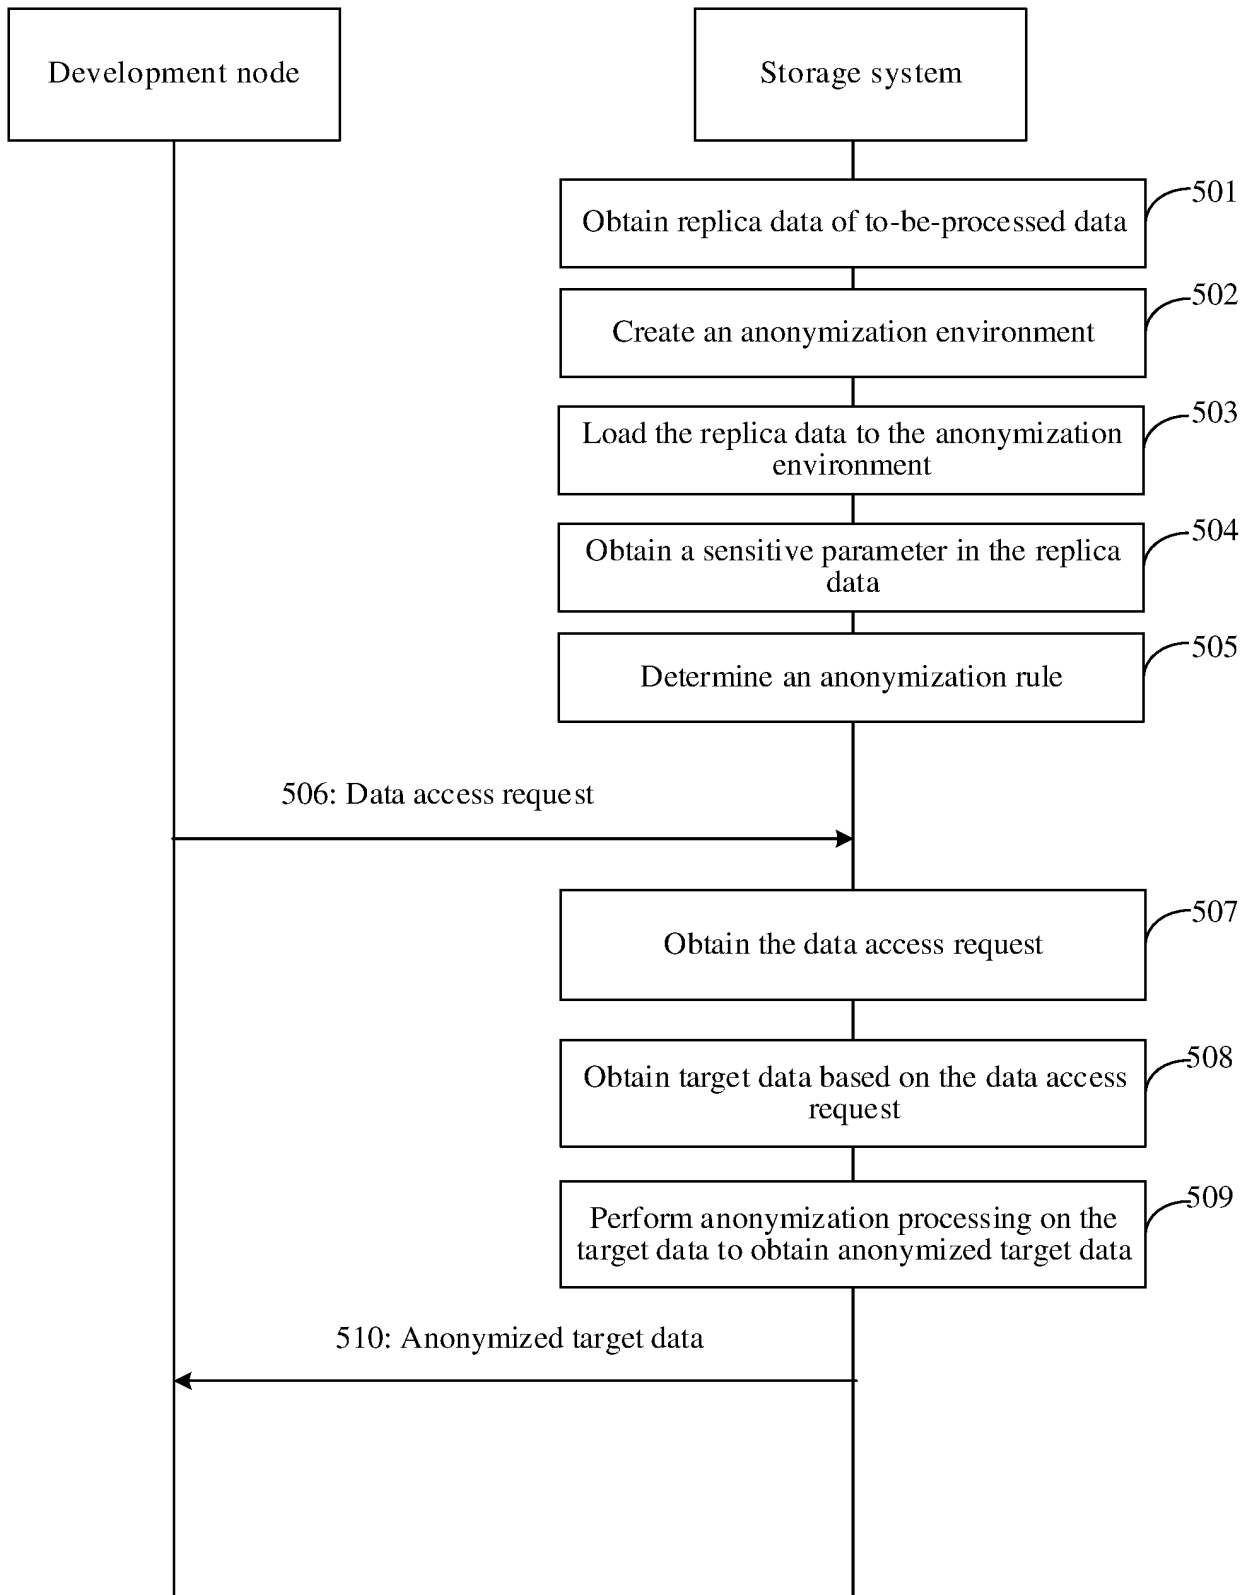 Development node
Storage system
501
Obtain replica data of to-be-processed data
502
Create an anonymization environment
503
Load the replica data to the anonymization
environment
504
Obtain a sensitive parameter in the replica
data
505
Determine an anonymization rule
506: Data access request
507
Obtain the data access request
508
Obtain target data based on the data access
request
509
Perform anonymization processing on the
target data to obtain anonymized target data
510: Anonymized target data